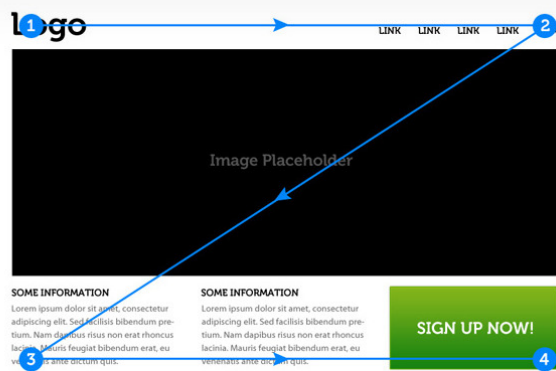 1
Logo
LINK LINK LINK LINK
2
Image Placeholder
SOME INFORMATION
Lorem ipsum dolor sit amet, consectetur
adipiscing elit. Sed facilisis bibendum pre-
tium. Nam dapibus risus non erat rhoncus
lacinia. Mauris feugiat bibendum erat, eu
venenatis ante dictum quis.
SOME INFORMATION
Lorem ipsum dolor sit amet, consectetur
adipiscing elit. Sed facilisis bibendum pre-
tium. Nam dapibus risus non erat rhoncus
lacinia. Mauris feugiat bibendum erat, eu
venenatis ante dictum quis.
SIGN UP NOW!
3
4